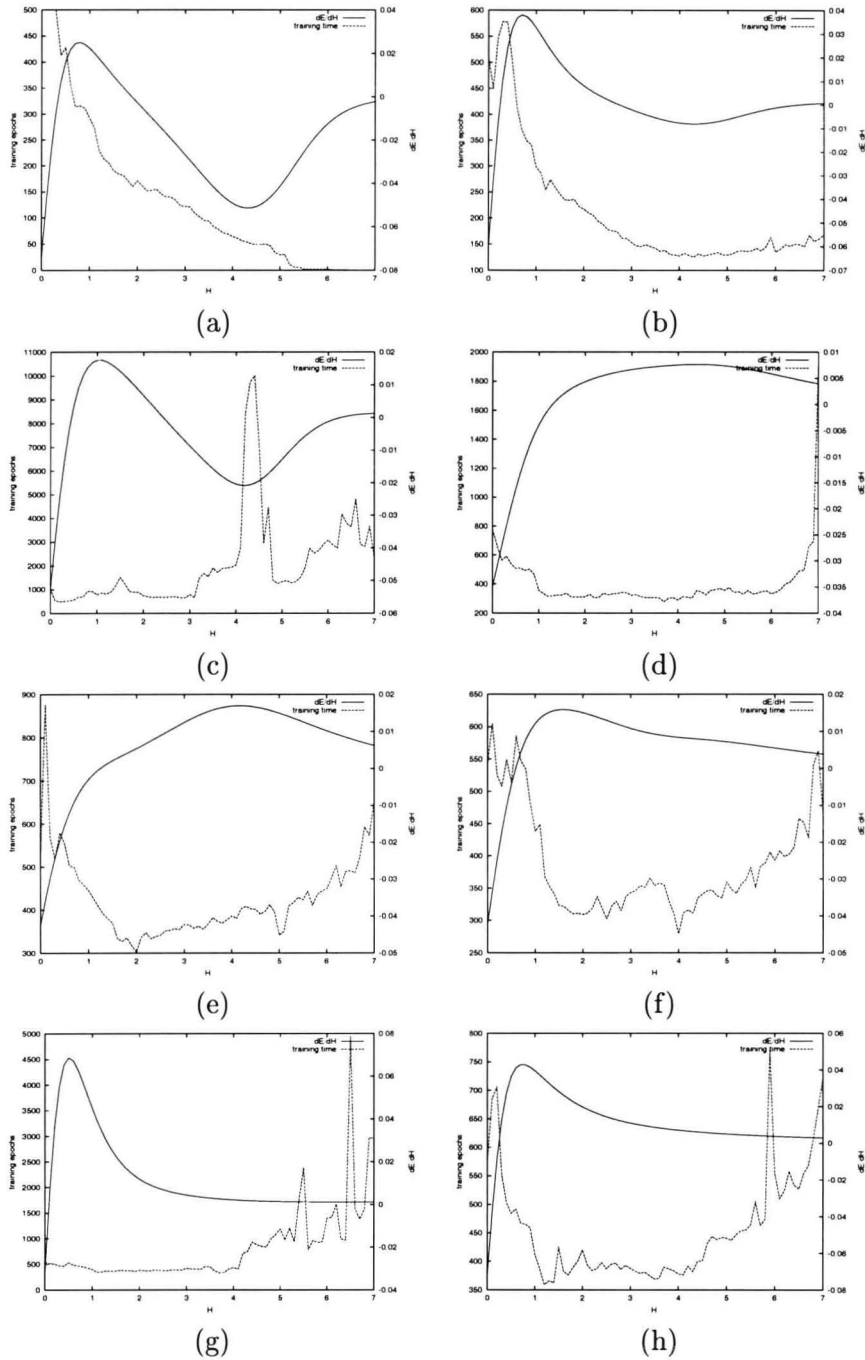 dE/dH
training time
training epochs
600
550
500
450
400
350
300
250
200
150
100
50
0
0.04
0.02
0
-0.02
-0.04
-0.06
-0.08
dE/dH
0 1 2 3 4 5 6 7
H
(a)
dE/dH
training time
training epochs
600
550
500
450
400
350
300
250
200
150
100
0.04
0.03
0.02
0.01
0
-0.01
-0.02
-0.03
-0.04
-0.05
-0.06
-0.07
dE/dH
0 1 2 3 4 5 6 7
H
(b)
dE/dH
training time
training epochs
11000
10000
9000
8000
7000
6000
5000
4000
3000
2000
1000
0
0.02
0.01
0
-0.01
-0.02
-0.03
-0.04
-0.05
-0.06
dE/dH
0 1 2 3 4 5 6 7
H
(c)
dE/dH
training time
training epochs
2000
1800
1600
1400
1200
1000
800
600
400
200
0.01
0.005
0
-0.005
-0.01
-0.015
-0.02
-0.025
-0.03
-0.035
-0.04
dE/dH
0 1 2 3 4 5 6 7
H
(d)
dE/dH
training time
training epochs
900
800
700
600
500
400
300
0.02
0.01
0
-0.01
-0.02
-0.03
-0.04
-0.05
dE/dH
0 1 2 3 4 5 6 7
H
(e)
dE/dH
training time
training epochs
650
600
550
500
450
400
350
300
250
0.02
0.01
0
-0.01
-0.02
-0.03
-0.04
-0.05
dE/dH
0 1 2 3 4 5 6 7
H
(f)
dE/dH
training time
training epochs
5000
4500
4000
3500
3000
2500
2000
1500
1000
500
0
0.08
0.06
0.04
0.02
0
-0.02
-0.04
dE/dH
0 1 2 3 4 5 6 7
H
(g)
dE/dH
training time
training epochs
800
750
700
650
600
550
500
450
400
350
0.06
0.04
0.02
0
-0.02
-0.04
-0.06
-0.08
dE/dH
0 1 2 3 4 5 6 7
H
(h)